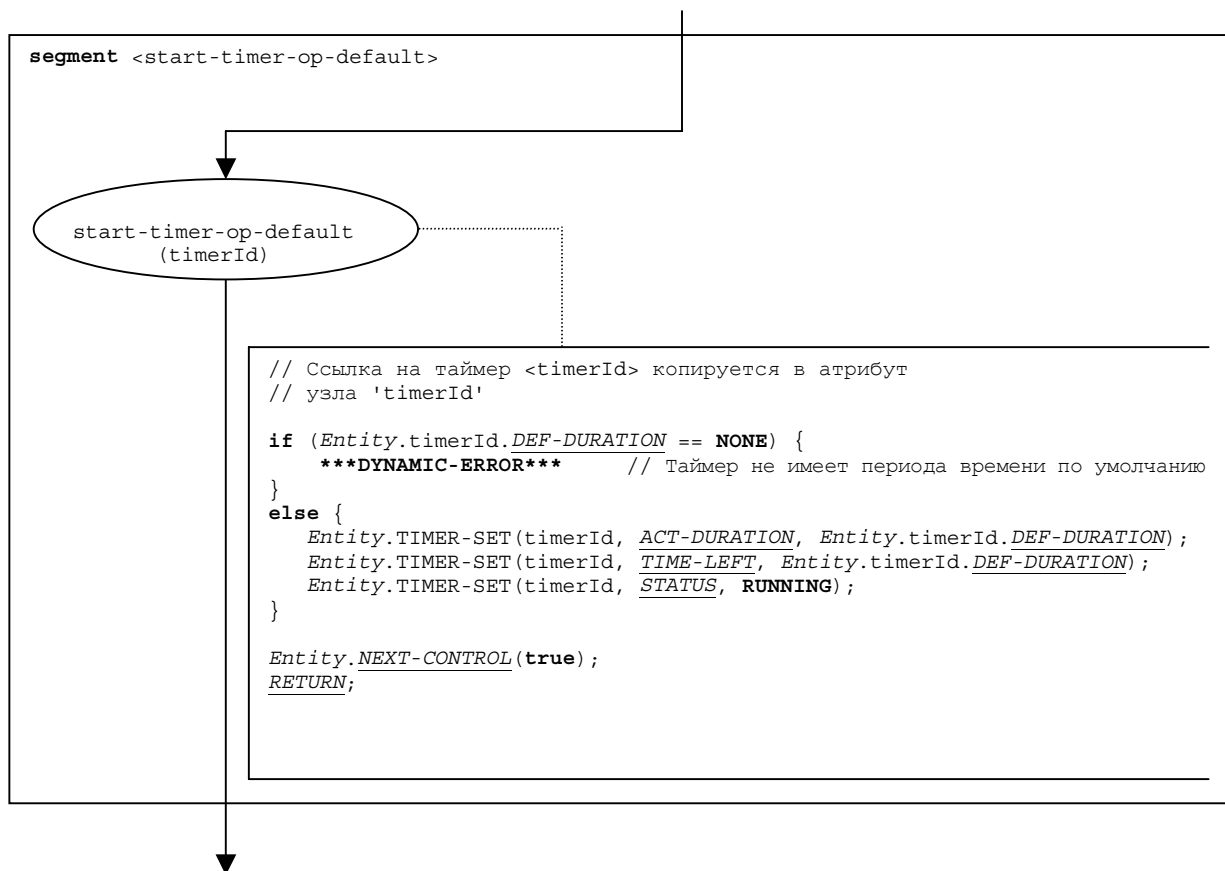 segment <start-timer-op-default>
start-timer-op-default
(timerId)
// Ссылка на таймер <timerId> копируется в атрибут
// узла 'timerId'
if (Entity.timerId.DEF-DURATION == NONE) {
***DYNAMIC-ERROR*** // Таймер не имеет периода времени по умолчанию
}
else {
Entity.TIMER-SET(timerId, ACT-DURATION, Entity.timerId.DEF-DURATION);
Entity.TIMER-SET(timerId, TIME-LEFT, Entity.timerId.DEF-DURATION);
Entity.TIMER-SET(timerId, STATUS, RUNNING);
}
Entity.NEXT-CONTROL(true);
RETURN;